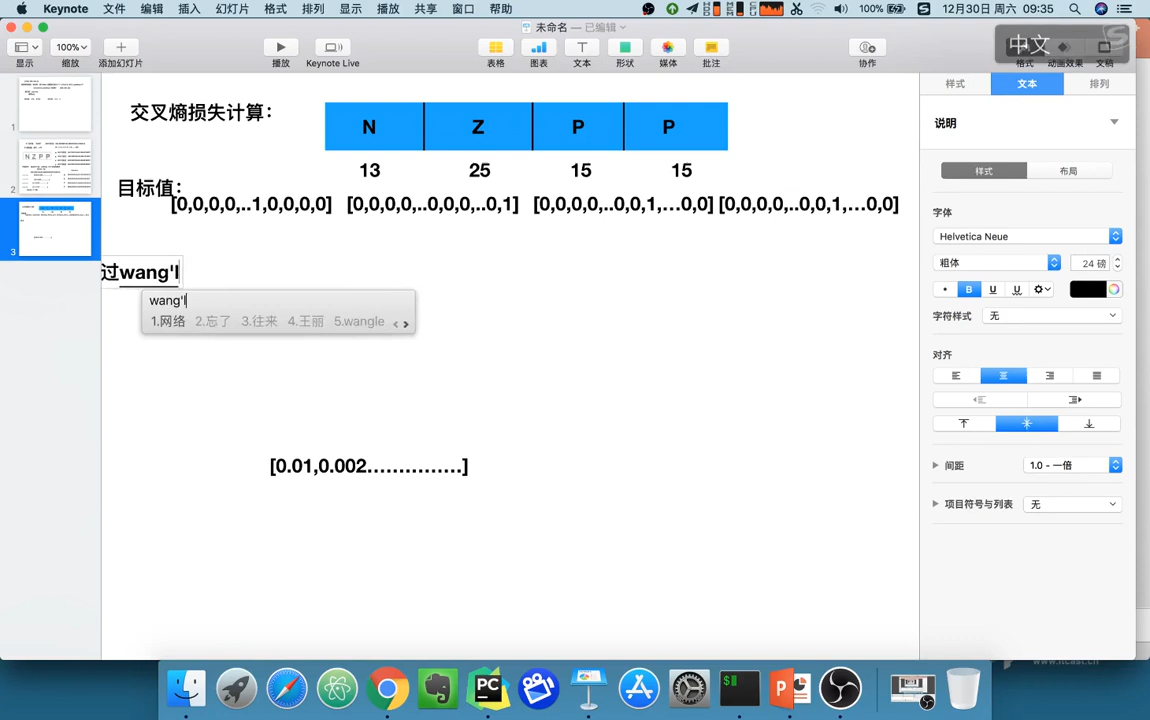 Keynote 文件 编辑 插入 幻灯片 格式 排列 显示 播放 共享 窗口 帮助 100% 12月30日 周六 09:35
未命名 — 已编辑
100%
显示 缩放 添加幻灯片 播放 Keynote Live 表格 图表 文本 形状 媒体 批注 协作 格式 动画效果 文稿
中文
样式 文本 排列
说明
样式 布局
字体
Helvetica Neue
粗体 24 磅
B U U
字符样式 无
对齐
间距 1.0 - 一倍
项目符号与列表 无
1
2
N Z P P
3
交叉熵损失计算：
N Z P P
13 25 15 15
目标值：
[0,0,0,0,..1,0,0,0,0] [0,0,0,0,..0,0,0,..0,1] [0,0,0,0,..0,0,1,...0,0] [0,0,0,0,..0,0,1,...0,0]
过wang'l
wang'l
1.网络 2.忘了 3.往来 4.王丽 5.wangle
[0.01,0.002...............]
PC
$
P
www.itcast.cn